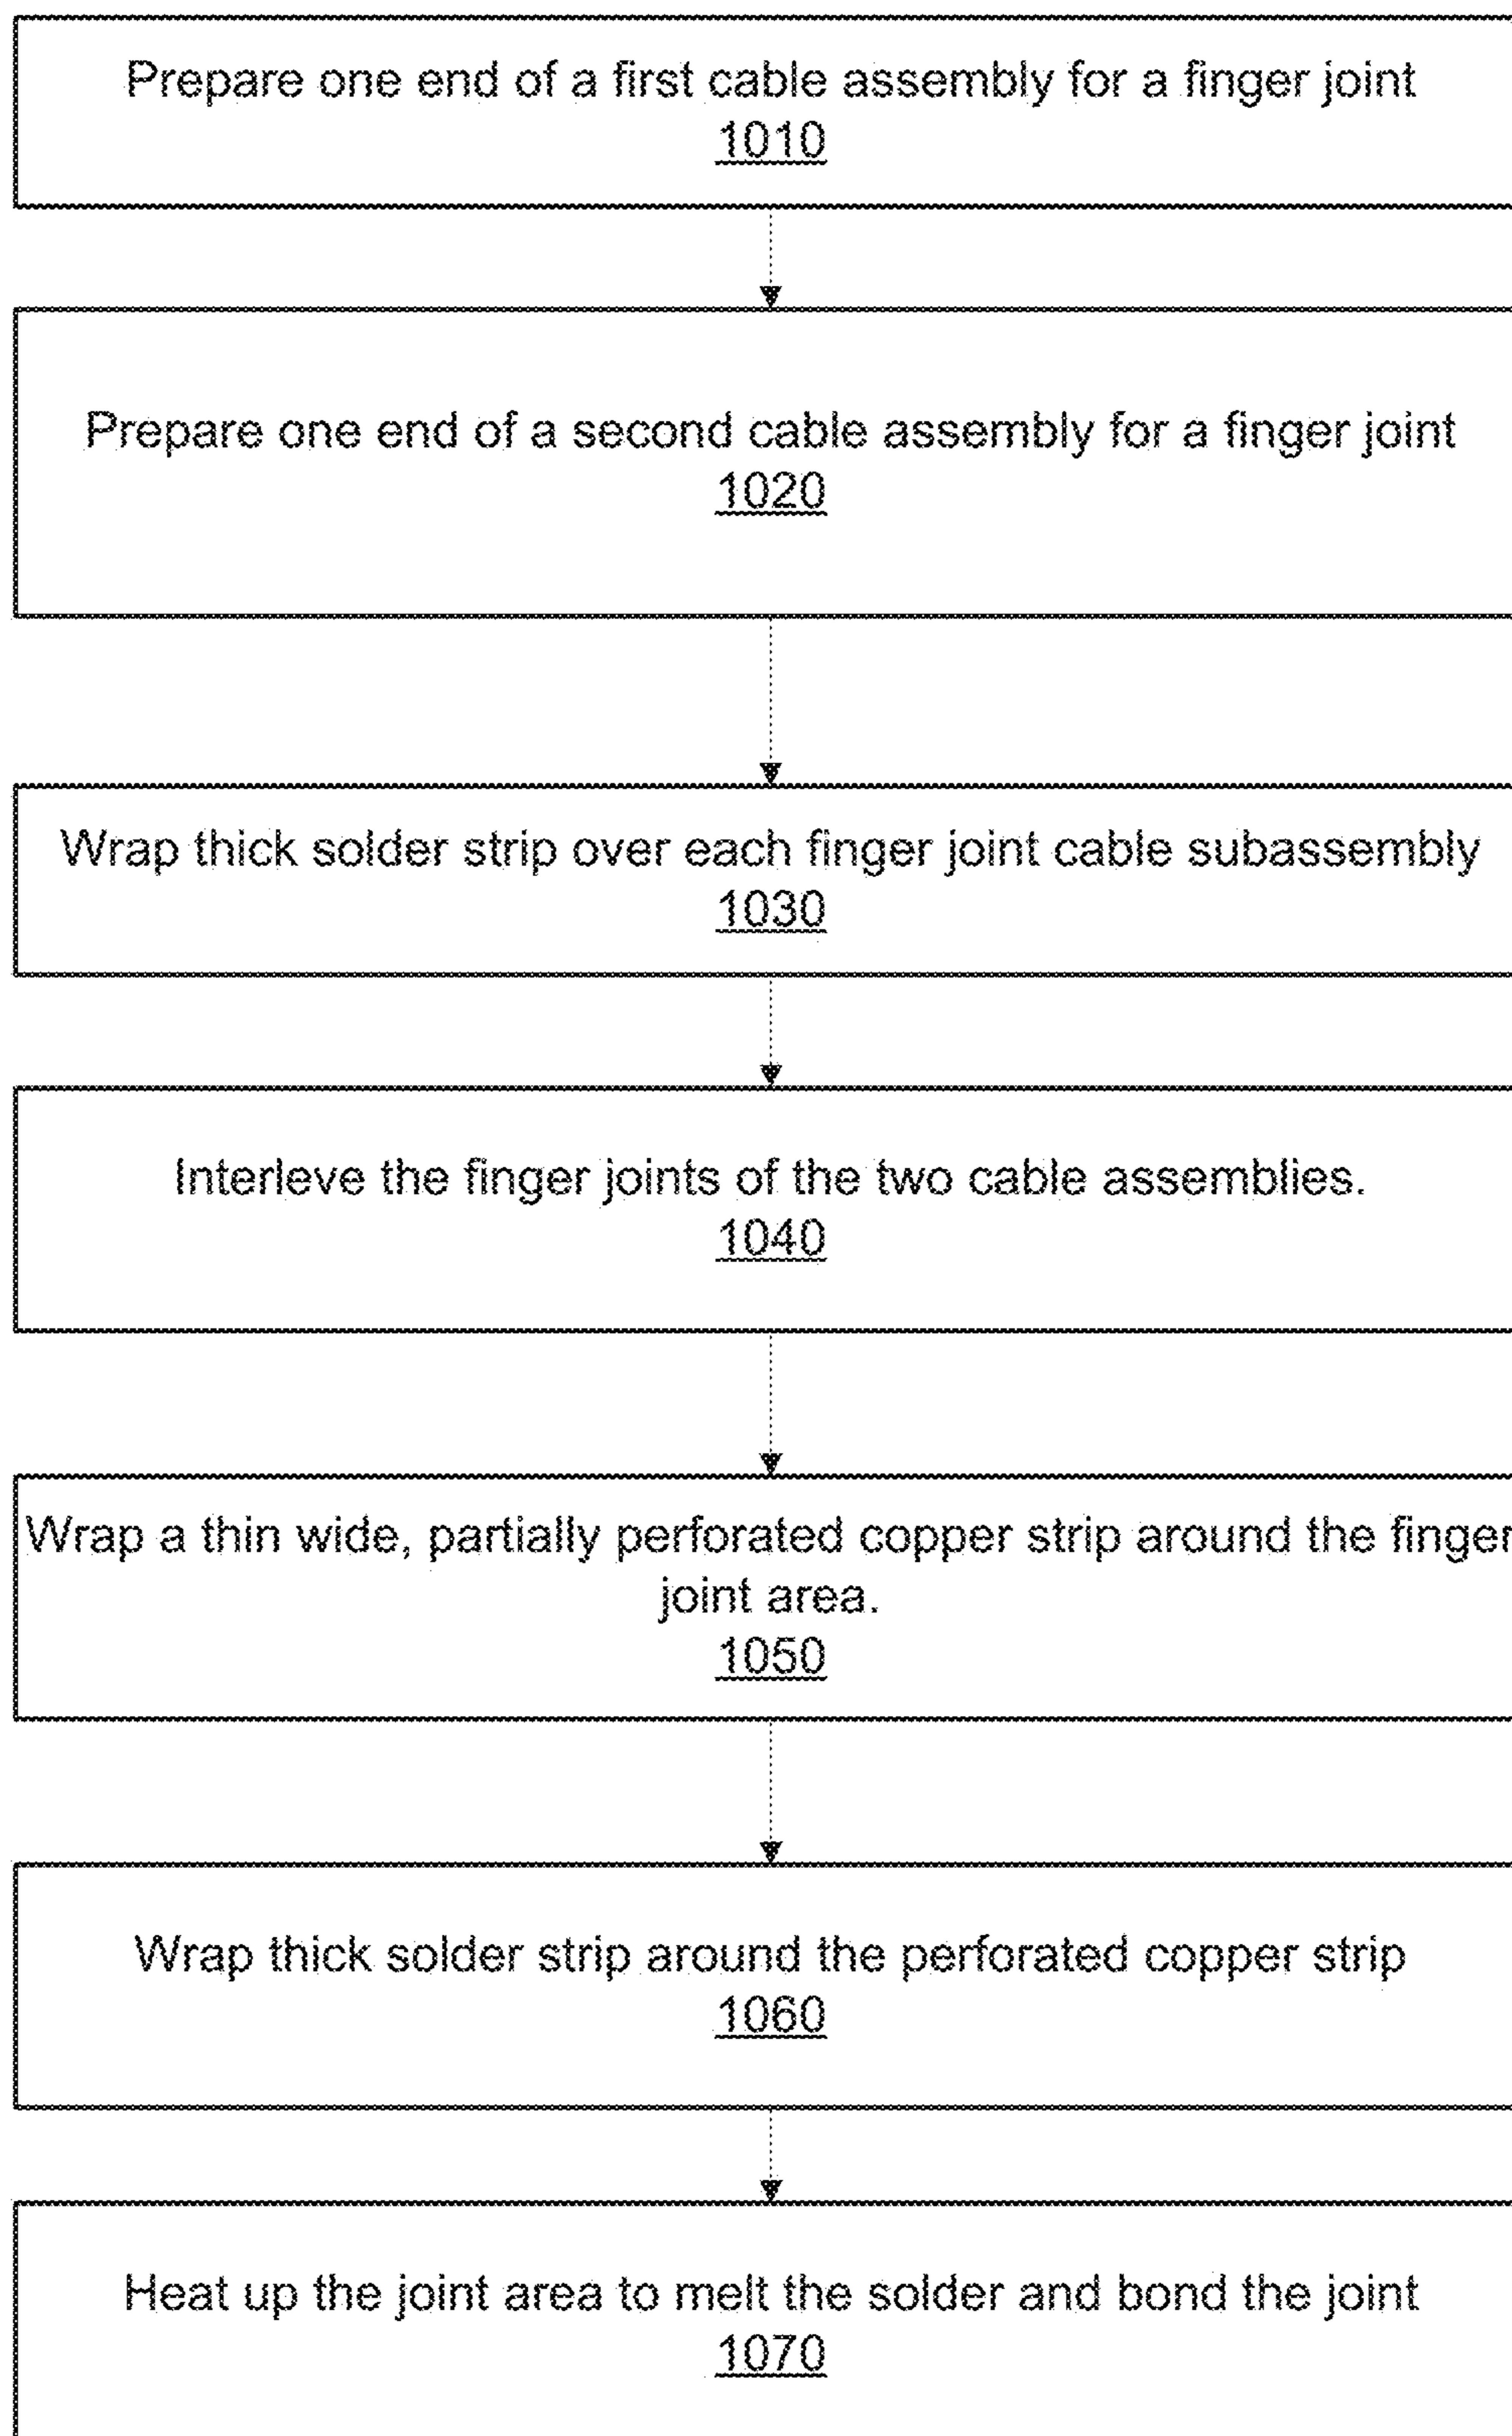 Prepare one end of a first cable assembly for a finger joint
1010
Prepare one end of a second cable assembly for a finger joint
1020
Wrap thick solder strip over each finger joint cable subassembly
1030
Interleve the finger joints of the two cable assemblies.
1040
Wrap a thin wide, partially perforated copper strip around the finger
joint area.
1050
Wrap thick solder strip around the perforated copper strip
1060
Heat up the joint area to melt the solder and bond the joint
1070